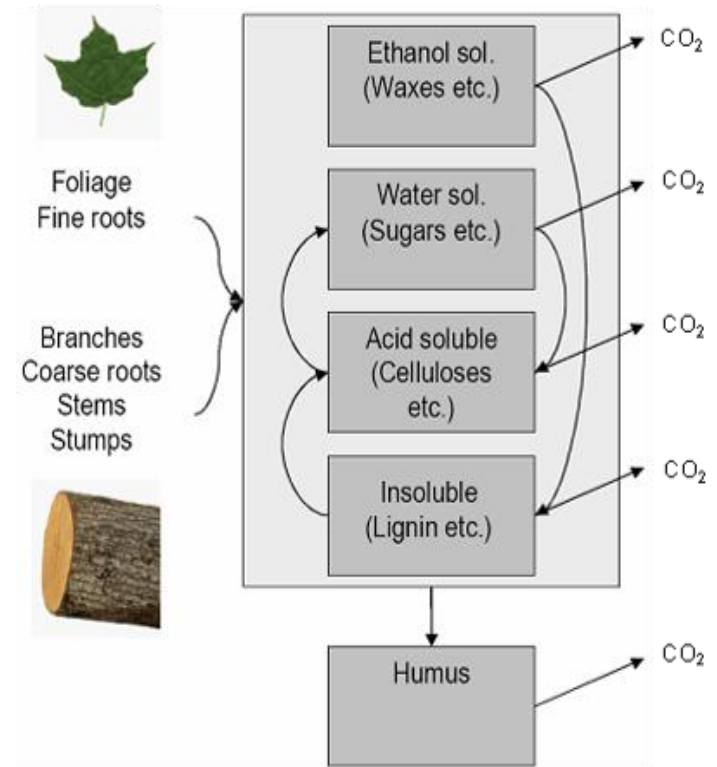 Foliage
Fine roots
Branches
Coarse roots
Stems
Stumps
Ethanol sol.
(Waxes etc.)
Water sol.
(Sugars etc.)
Acid soluble
(Celluloses
etc.)
Insoluble
(Lignin etc.)
Humus
CO₂
CO₂
CO₂
CO₂
CO₂